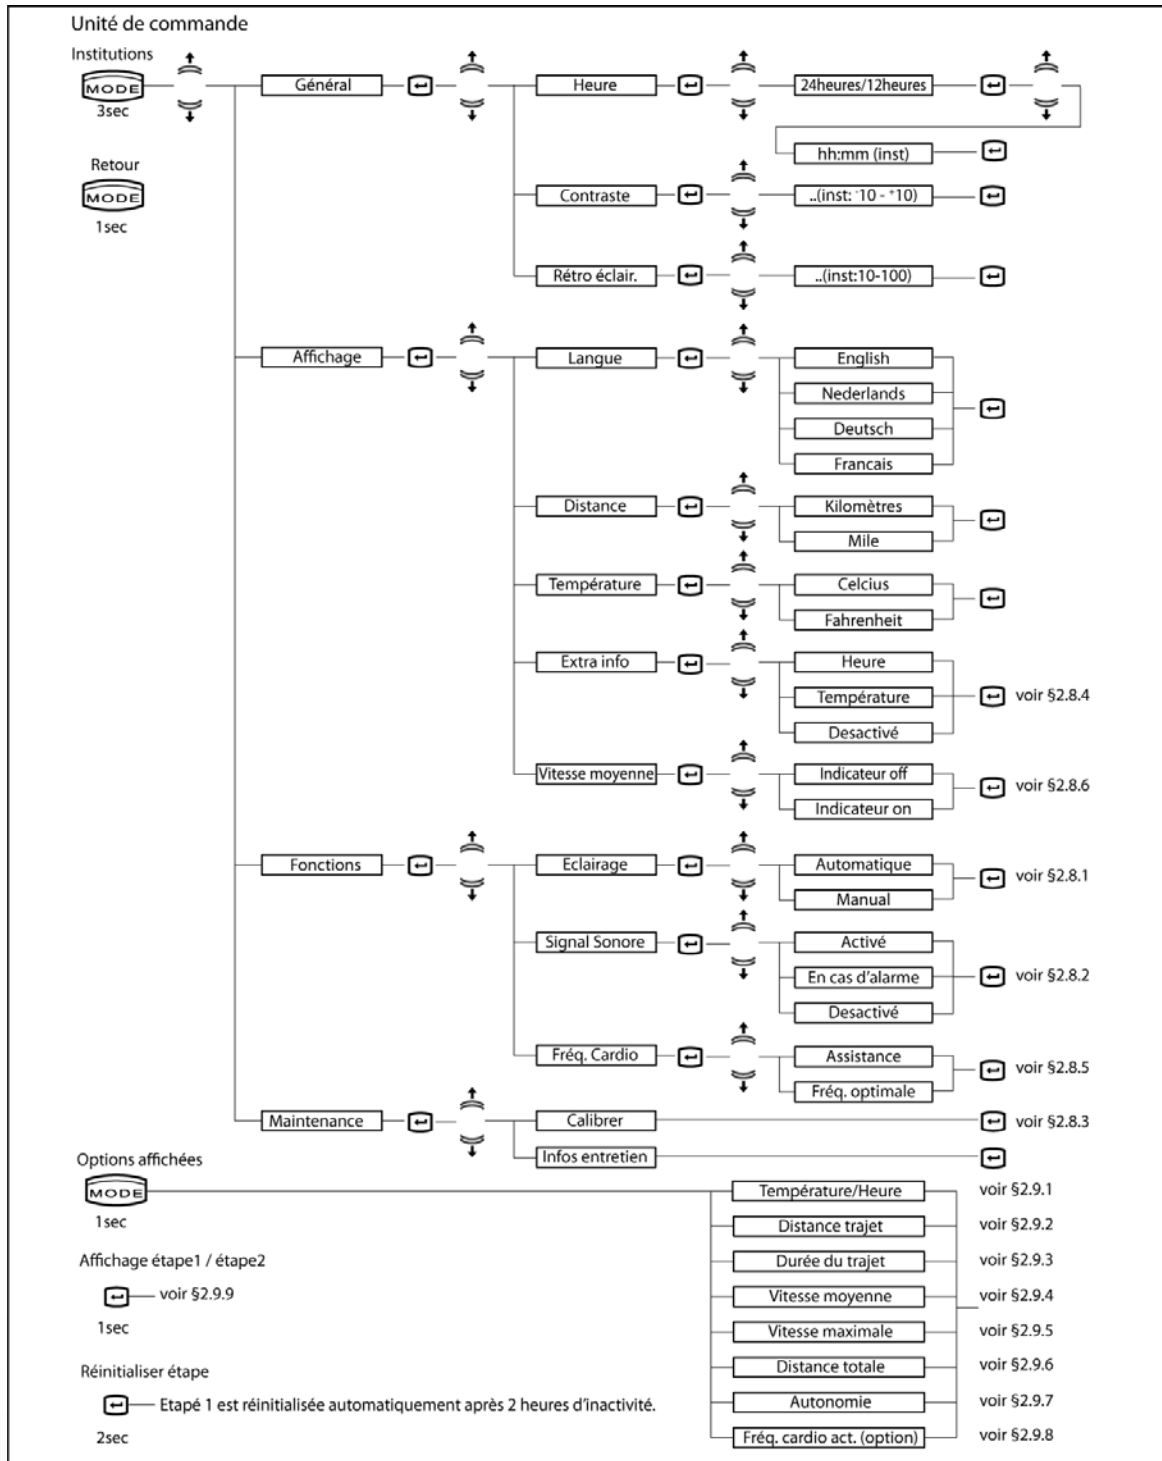 Unité de commande
Institutions
MODE
3sec
Général
Heure
24heures/12heures
hh:mm (inst)
Retour
MODE
1sec
Contraste
..(inst: -10 - +10)
Rétro éclair.
..(inst:10-100)
Affichage
Langue
English
Nederlands
Deutsch
Francais
Distance
Kilomètres
Mile
Température
Celcius
Fahrenheit
Extra info
Heure
Température
Desactivé
voir §2.8.4
Vitesse moyenne
Indicateur off
Indicateur on
voir §2.8.6
Fonctions
Eclairage
Automatique
Manual
voir §2.8.1
Signal Sonore
Activé
En cas d'alarme
Desactivé
voir §2.8.2
Fréq. Cardio
Assistance
Fréq. optimale
voir §2.8.5
Maintenance
Calibrer
voir §2.8.3
Infos entretien
Options affichées
MODE
1sec
Température/Heure voir §2.9.1
Distance trajet voir §2.9.2
Durée du trajet voir §2.9.3
Vitesse moyenne voir §2.9.4
Vitesse maximale voir §2.9.5
Distance totale voir §2.9.6
Autonomie voir §2.9.7
Fréq. cardio act. (option) voir §2.9.8
Affichage étape1 / étape2
voir §2.9.9
1sec
Réinitialiser étape
Etapé 1 est réinitialisée automatiquement après 2 heures d'inactivité.
2sec